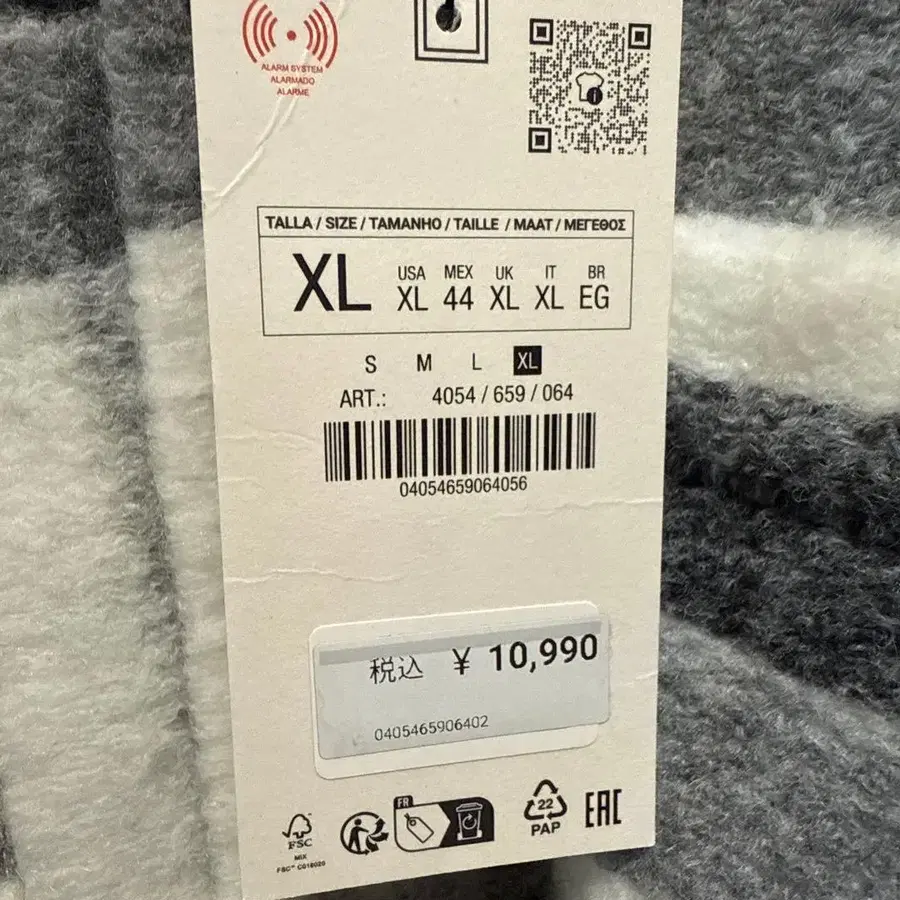 ALARM SYSTEM
ALARMADO
ALARME
TALLA / SIZE / TAMANHO / TAILLE / MAAT / ΜΕΓΕΘΟΣ
XL
USA MEX UK IT BR
XL 44 XL XL EG
S M L XL
ART.: 4054 / 659 / 064
04054659064056
税込 ¥ 10,990
0405465906402
FR
22
PAP
EAC
FSC
MIX
FSC™ C018020